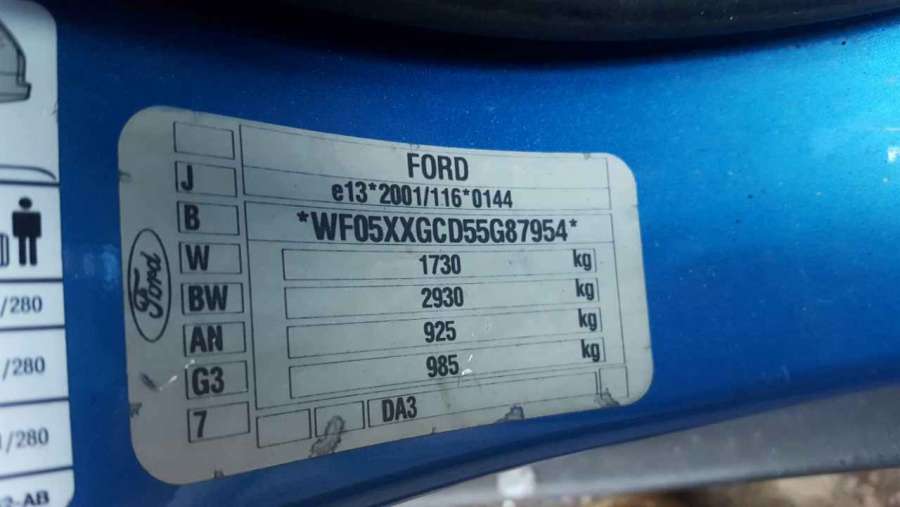 FORD
J
e13*2001/116*0144
B
*WF05XXGCD55G87954*
W
1730 kg
BW
2930 kg
AN
925 kg
G3
985 kg
7
DA3
Ford
/280
/280
/280
-AB